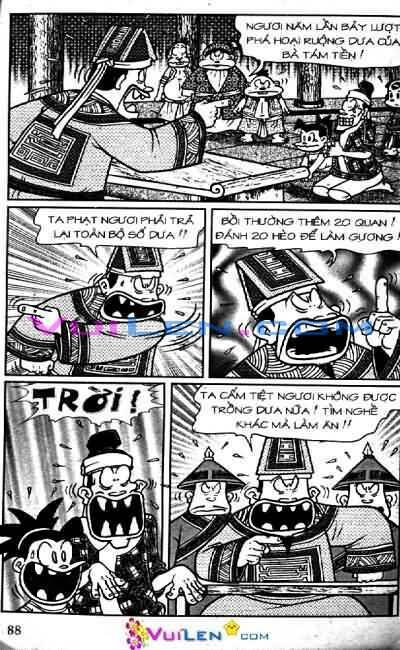 NGƯƠI NĂM LẦN BẢY LƯỢT
PHÁ HOẠI RUỘNG DƯA CỦA
BÀ TÁM TIỀN!
TA PHẠT NGƯƠI PHẢI TRẢ
LẠI TOÀN BỘ SỐ DƯA!!
BỒI THƯỜNG THÊM 20 QUAN!
ĐÁNH 20 HÈO ĐỂ LÀM GƯƠNG!!
VUILEN.COM
TRỜI!
TA CẤM TIỆT NGƯƠI KHÔNG ĐƯỢC
TRỒNG DƯA NỮA! TÌM NGHỀ
KHÁC MÀ LÀM ĂN!!
88
VUILEN.COM